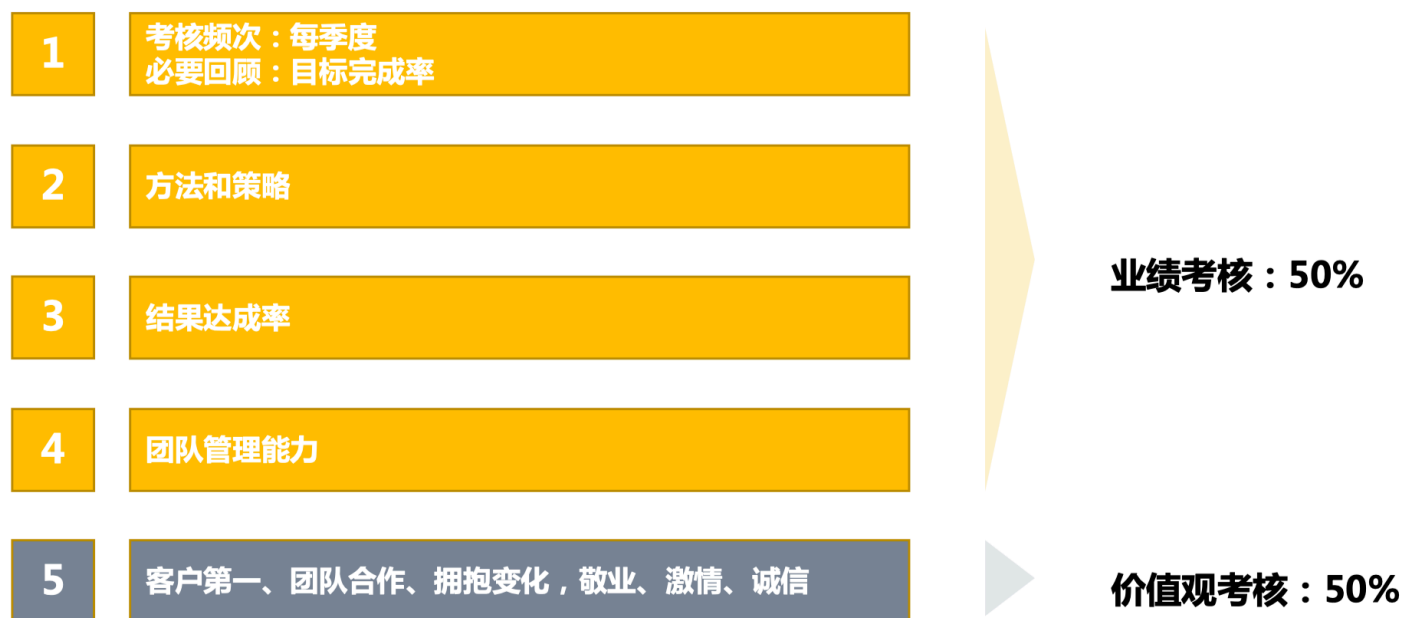 1
考核频次：每季度
必要回顾：目标完成率
2
方法和策略
3
结果达成率
4
团队管理能力
业绩考核：50%
5
客户第一、团队合作、拥抱变化，敬业、激情、诚信
价值观考核：50%